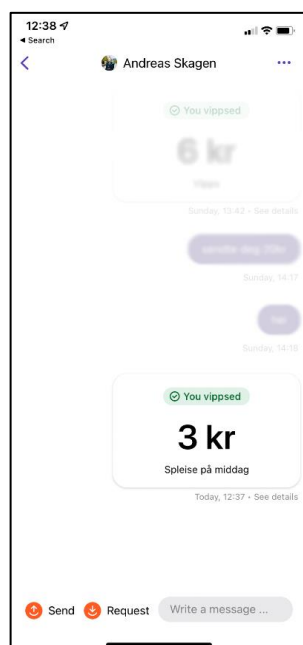 12:38
◂ Search
Andreas Skagen
You vippsed
6 kr
Vipps
Sunday, 13:42 • See details
Sunday, 14:17
Sunday, 14:18
You vippsed
3 kr
Spleise på middag
Today, 12:37 • See details
Send
Request
Write a message ...